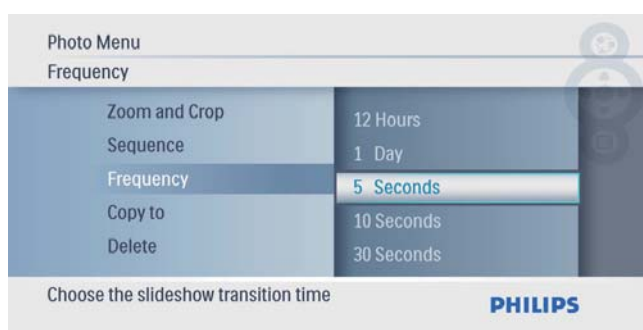 Photo Menu
Frequency
Zoom and Crop
Sequence
Frequency
Copy to
Delete
12 Hours
1 Day
5 Seconds
10 Seconds
30 Seconds
Choose the slideshow transition time
PHILIPS